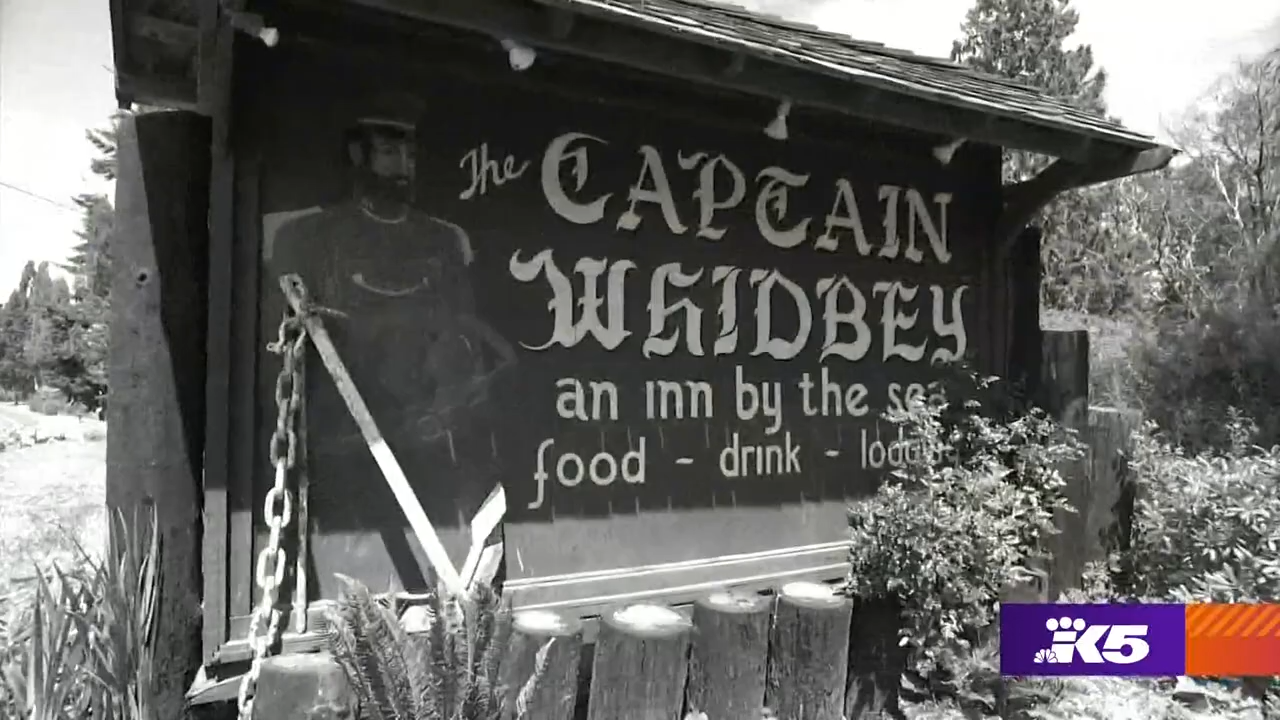 The CAPTAIN
WHIDBEY
an inn by the sea
food - drink -
K5